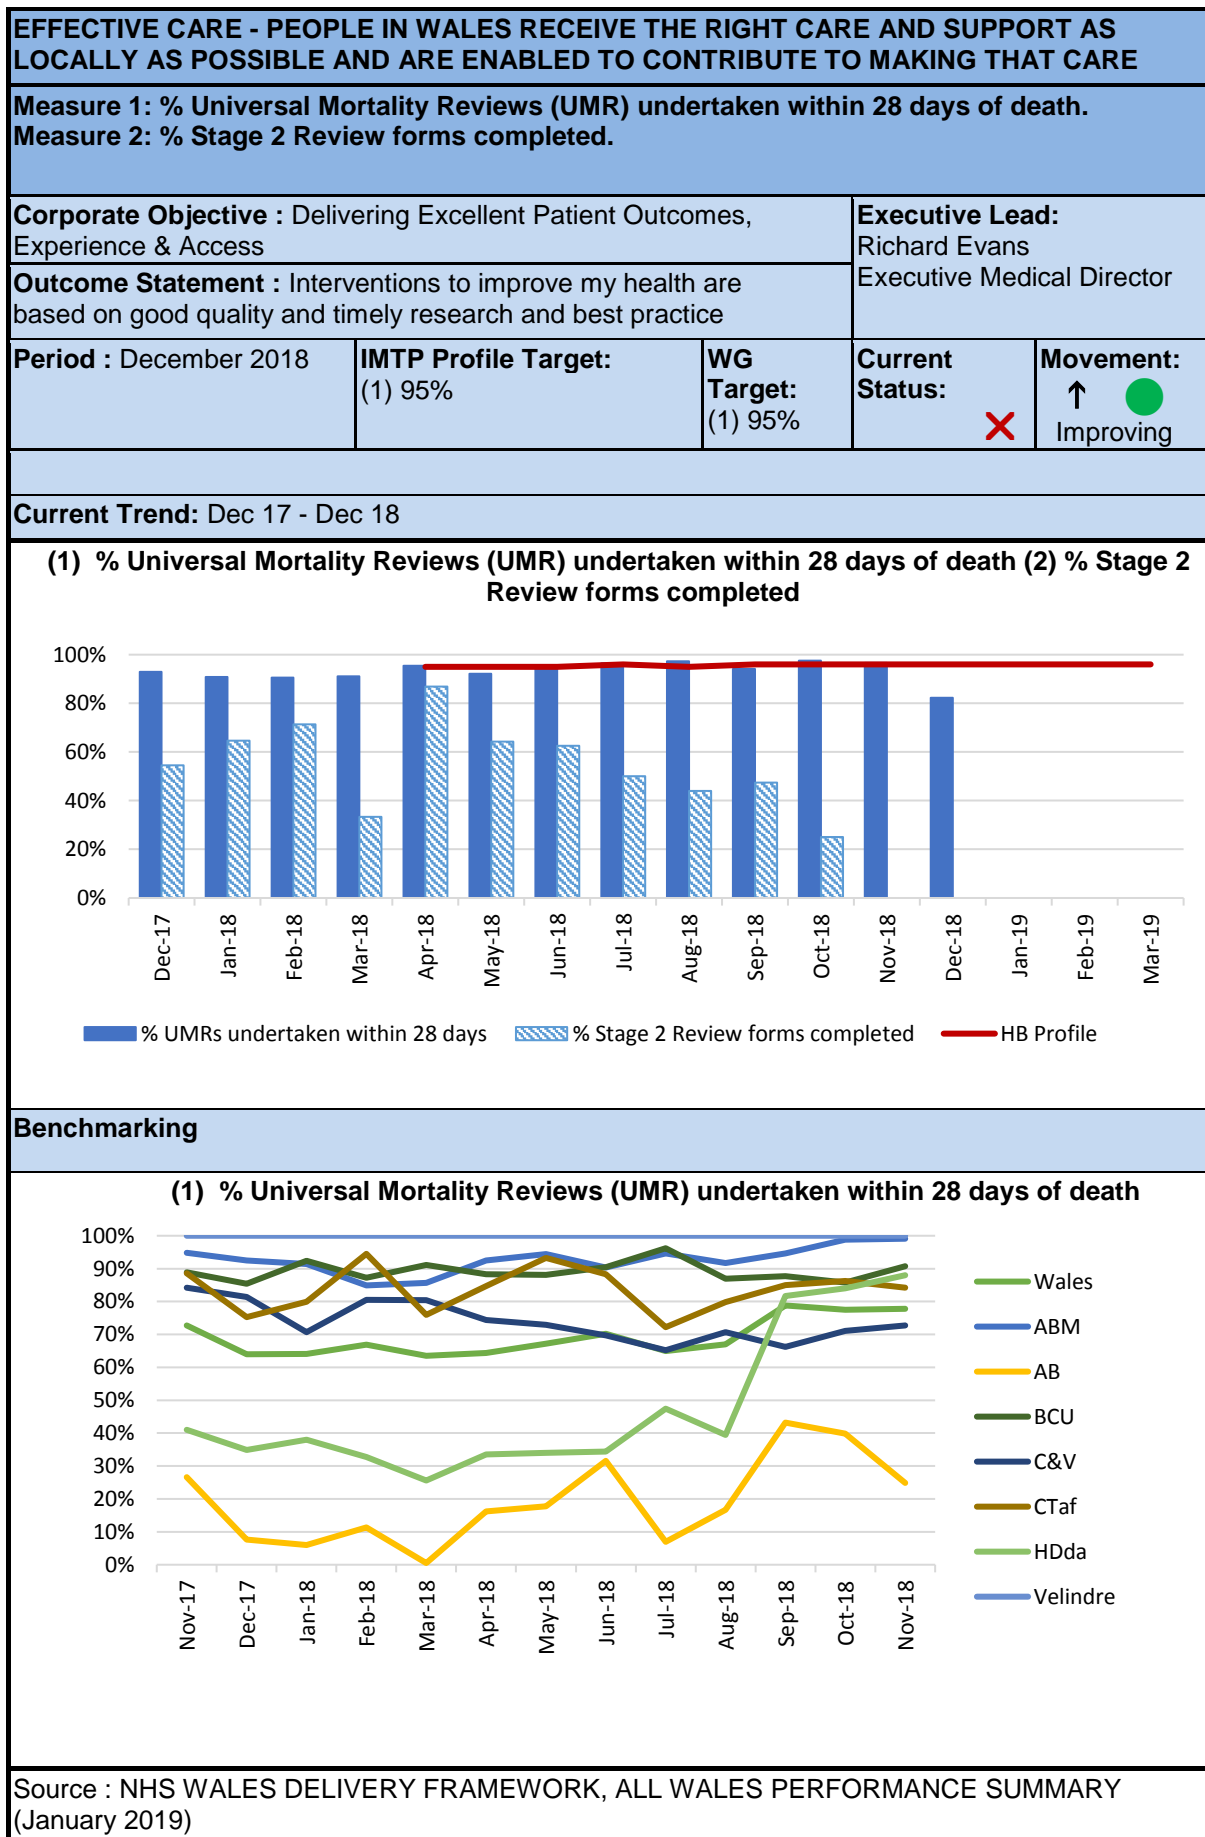 EFFECTIVE CARE - PEOPLE IN WALES RECEIVE THE RIGHT CARE AND SUPPORT AS
LOCALLY AS POSSIBLE AND ARE ENABLED TO CONTRIBUTE TO MAKING THAT CARE
Measure 1: % Universal Mortality Reviews (UMR) undertaken within 28 days of death.
Measure 2: % Stage 2 Review forms completed.
Corporate Objective : Delivering Excellent Patient Outcomes,
Experience & Access
Executive Lead:
Richard Evans
Executive Medical Director
Outcome Statement : Interventions to improve my health are
based on good quality and timely research and best practice
Period : December 2018
IMTP Profile Target:
(1) 95%
WG
Target:
(1) 95%
Current
Status:
Movement:
Improving
Current Trend: Dec 17 - Dec 18
(1) % Universal Mortality Reviews (UMR) undertaken within 28 days of death (2) % Stage 2
Review forms completed
100%
80%
60%
40%
20%
0%
Dec-17
Jan-18
Feb-18
Mar-18
Apr-18
May-18
Jun-18
Jul-18
Aug-18
Sep-18
Oct-18
Nov-18
Dec-18
Jan-19
Feb-19
Mar-19
% UMRs undertaken within 28 days
% Stage 2 Review forms completed
HB Profile
Benchmarking
(1) % Universal Mortality Reviews (UMR) undertaken within 28 days of death
100%
90%
80%
70%
60%
50%
40%
30%
20%
10%
0%
Nov-17
Dec-17
Jan-18
Feb-18
Mar-18
Apr-18
May-18
Jun-18
Jul-18
Aug-18
Sep-18
Oct-18
Nov-18
Wales
ABM
AB
BCU
C&V
CTaf
HDda
Velindre
Source : NHS WALES DELIVERY FRAMEWORK, ALL WALES PERFORMANCE SUMMARY
(January 2019)